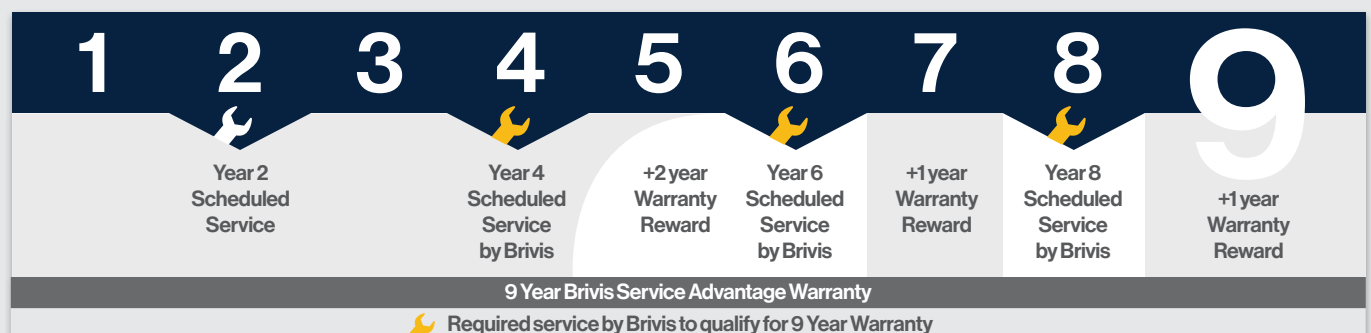 1 2 3 4 5 6 7 8 9
Year 2
Scheduled
Service
Year 4
Scheduled
Service
by Brivis
+2 year
Warranty
Reward
Year 6
Scheduled
Service
by Brivis
+1 year
Warranty
Reward
Year 8
Scheduled
Service
by Brivis
+1 year
Warranty
Reward
9 Year Brivis Service Advantage Warranty
Required service by Brivis to qualify for 9 Year Warranty